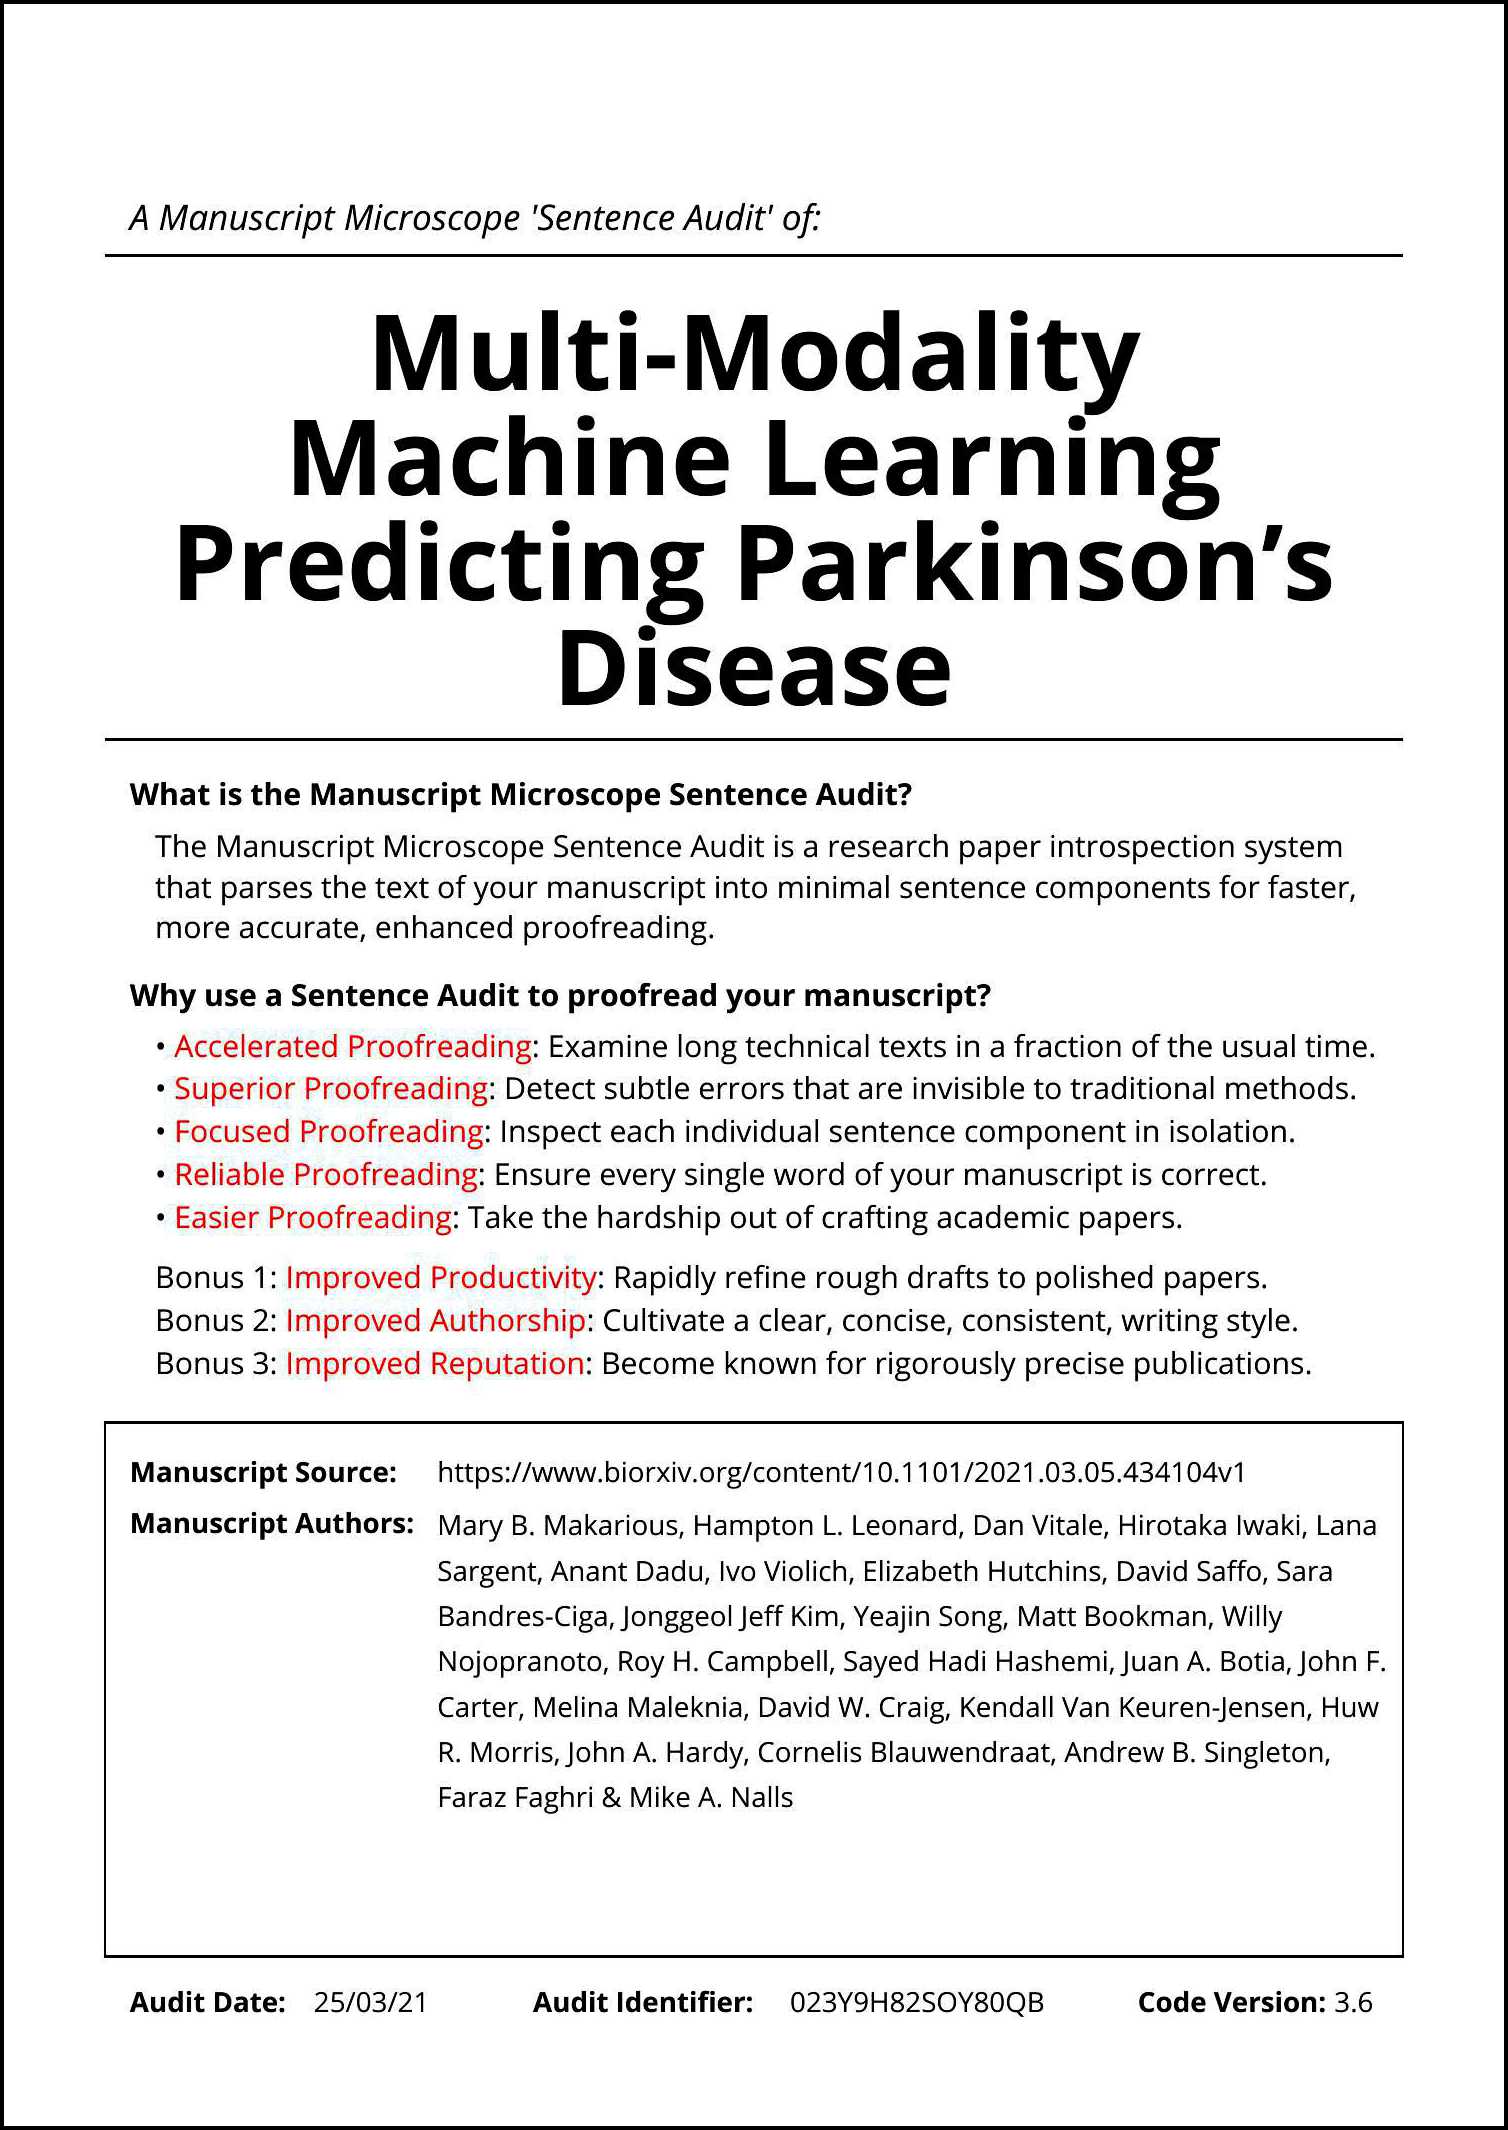 A Manuscript Microscope 'Sentence Audit' of:
Multi-Modality
Machine Learning
Predicting Parkinson’s
Disease
What is the Manuscript Microscope Sentence Audit?
The Manuscript Microscope Sentence Audit is a research paper introspection system
that parses the text of your manuscript into minimal sentence components for faster,
more accurate, enhanced proofreading.
Why use a Sentence Audit to proofread your manuscript?
• Accelerated Proofreading: Examine long technical texts in a fraction of the usual time.
• Superior Proofreading: Detect subtle errors that are invisible to traditional methods.
• Focused Proofreading: Inspect each individual sentence component in isolation.
• Reliable Proofreading: Ensure every single word of your manuscript is correct.
• Easier Proofreading: Take the hardship out of crafting academic papers.
Bonus 1: Improved Productivity: Rapidly refine rough drafts to polished papers.
Bonus 2: Improved Authorship: Cultivate a clear, concise, consistent, writing style.
Bonus 3: Improved Reputation: Become known for rigorously precise publications.
Manuscript Source: https://www.biorxiv.org/content/10.1101/2021.03.05.434104v1
Manuscript Authors: Mary B. Makarious, Hampton L. Leonard, Dan Vitale, Hirotaka Iwaki, Lana
Sargent, Anant Dadu, Ivo Violich, Elizabeth Hutchins, David Saffo, Sara
Bandres-Ciga, Jonggeol Jeff Kim, Yeajin Song, Matt Bookman, Willy
Nojopranoto, Roy H. Campbell, Sayed Hadi Hashemi, Juan A. Botia, John F.
Carter, Melina Maleknia, David W. Craig, Kendall Van Keuren-Jensen, Huw
R. Morris, John A. Hardy, Cornelis Blauwendraat, Andrew B. Singleton,
Faraz Faghri & Mike A. Nalls
Audit Date: 25/03/21 Audit Identifier: 023Y9H82SOY80QB Code Version: 3.6